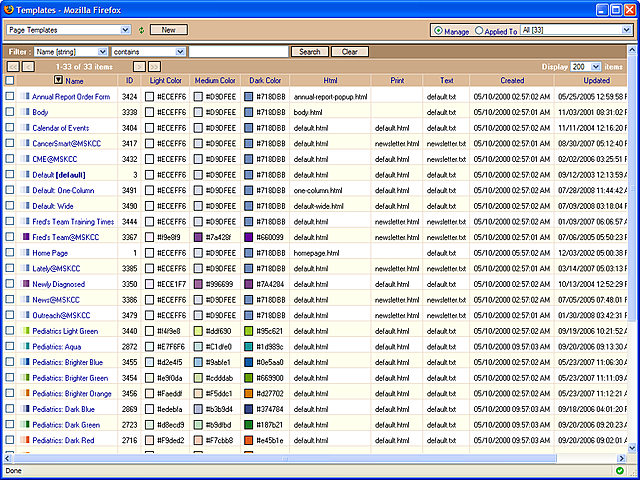 Templates - Mozilla Firefox
Page Templates New Manage Applied To All [33]
Filter : Name [string] contains Search Clear
<< < 1-33 of 33 items > >> Display 200 items
Name ID Light Color Medium Color Dark Color Html Print Text Created Updated
Annual Report Order Form 3424 #ECEFF6 #D9DFEE #718DBB annual-report-popup.html default.txt 05/10/2000 02:57:02 AM 05/25/2005 12:59:58 P
Body 3338 #ECEFF6 #D9DFEE #718DBB body.html default.txt 05/10/2000 02:57:02 AM 11/03/2001 08:31:02 P
Calendar of Events 3404 #ECEFF6 #D9DFEE #718DBB default.html default.html default.txt 05/10/2000 02:57:02 AM 11/11/2004 12:16:20 P
CancerSmart@MSKCC 3417 #ECEFF6 #D9DFEE #718DBB default.html newsletter.html newsletter.txt 05/10/2000 02:57:02 AM 08/30/2007 05:12:40 P
CME@MSKCC 3432 #ECEFF6 #D9DFEE #718DBB default.html default.html default.txt 05/10/2000 02:57:01 AM 02/02/2006 03:25:51 P
Default [default] 3 #ECEFF6 #D9DFEE #718DBB default.html default.html default.txt 05/10/2000 02:57:02 AM 09/12/2003 12:13:59 A
Default: One-Column 3491 #ECEFF6 #D9DFEE #718DBB one-column.html default.html default.txt 05/10/2000 02:57:02 AM 07/28/2008 11:44:42 A
Default: Wide 3490 #ECEFF6 #D9DFEE #718DBB default-wide.html default.html default.txt 05/10/2000 02:57:02 AM 07/09/2008 03:18:04 P
Fred's Team Training Times 3444 #ECEFF6 #D9DFEE #718DBB newsletter.html newsletter.html newsletter.txt 05/10/2000 02:57:02 AM 01/03/2007 06:06:57 A
Fred's Team@MSKCC 3367 #f9e8f9 #7a428f #660099 default.html default.html default.txt 05/10/2000 02:57:01 AM 07/06/2005 05:50:23 P
Home Page 1 #ECEFF6 #D9DFEE #718DBB homepage.html default.txt 05/10/2000 05:57:02 AM 12/03/2002 05:00:38 P
Lately@MSKCC 3385 #ECEFF6 #D9DFEE #718DBB default.html newsletter.html default.txt 05/10/2000 02:57:01 AM 03/14/2007 05:03:13 P
Newly Diagnosed 3350 #ECE1F7 #996699 #7A4284 default.html default.html default.txt 05/10/2000 02:57:01 AM 10/13/2004 12:52:29 P
News@MSKCC 3386 #ECEFF6 #D9DFEE #718DBB default.html newsletter.html default.txt 05/10/2000 02:57:02 AM 07/05/2005 07:48:01 P
Outreach@MSKCC 3479 #ECEFF6 #D9DFEE #718DBB default.html newsletter.html default.txt 05/10/2000 02:57:01 AM 01/30/2008 03:42:31 P
Pediatrics Light Green 3440 #f4f9e8 #ddf690 #95c621 default.html default.html default.txt 05/10/2000 02:57:02 AM 09/19/2006 10:21:52 A
Pediatrics: Aqua 2872 #E7F6F6 #C1dfe0 #1d989c default.html default.html default.txt 05/10/2000 09:57:02 AM 09/20/2006 09:13:30 A
Pediatrics: Brighter Blue 3455 #d2e4f5 #9abfe1 #0e5aa0 default.html default.html default.txt 05/10/2000 02:57:02 AM 05/23/2007 11:06:30 A
Pediatrics: Brighter Green 3454 #e9f0da #cdddab #669900 default.html default.html default.txt 05/10/2000 02:57:02 AM 05/23/2007 11:11:09 A
Pediatrics: Brighter Orange 3456 #Faeddf #F5ddc1 #d27702 default.html default.html default.txt 05/10/2000 02:57:02 AM 05/23/2007 11:12:21 A
Pediatrics: Dark Blue 2869 #edebfa #b3b9d4 #374784 default.html default.html default.txt 05/10/2000 09:57:03 AM 09/18/2006 04:01:20 P
Pediatrics: Dark Green 2723 #d8ecd9 #b9dfbd #187b21 default.html default.html default.txt 05/10/2000 09:57:03 AM 09/20/2006 09:20:23 A
Pediatrics: Dark Red 2716 #F9ded2 #F7cbb8 #e45b1e default.html default.html default.txt 05/10/2000 09:57:03 AM 09/20/2006 09:02:01 A
Done